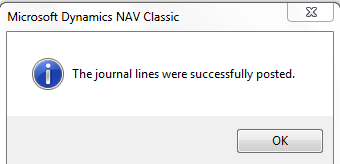 Microsoft Dynamics NAV Classic
The journal lines were successfully posted.
OK